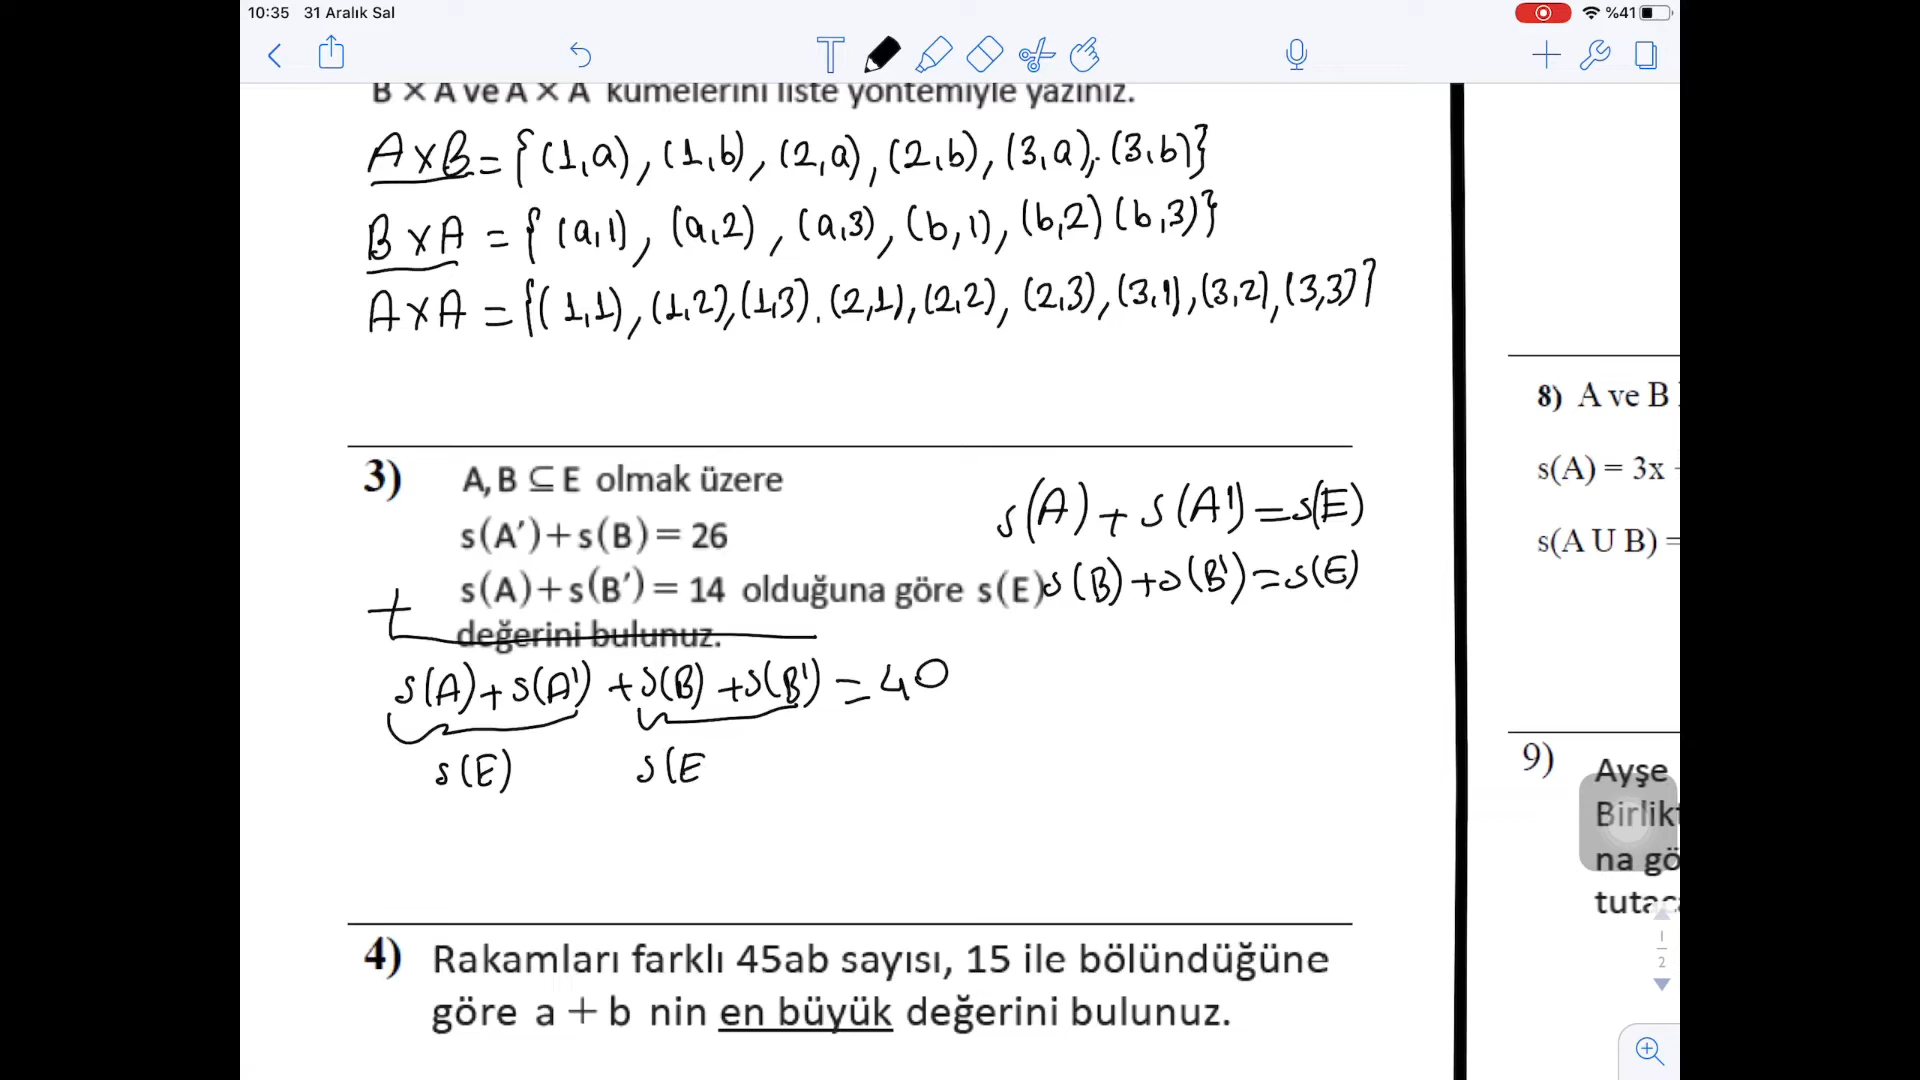 10:35 31 Aralık Sal
%41
B × A ve A × A kümelerini liste yöntemiyle yazınız.
A×B = {(1,a), (1,b), (2,a), (2,b), (3,a), (3,b)}
B×A = {(a,1), (a,2), (a,3), (b,1), (b,2) (b,3)}
A×A = {(1,1), (1,2), (1,3), (2,1), (2,2), (2,3), (3,1), (3,2), (3,3)}
3) A, B ⊆ E olmak üzere
s(A′)+s(B)= 26
s(A)+s(B′)= 14 olduğuna göre s(E)
değerini bulunuz.
s(A)+s(A')=s(E)
s(B)+s(B')=s(E)
+
s(A)+s(A')+s(B)+s(B')=40
s(E) s(E
4) Rakamları farklı 45ab sayısı, 15 ile bölündüğüne
göre a + b nin en büyük değerini bulunuz.
8) A ve B
s(A) = 3x
s(A U B) =
9) Ayşe
Birlikt
na gö
tutac
1
2